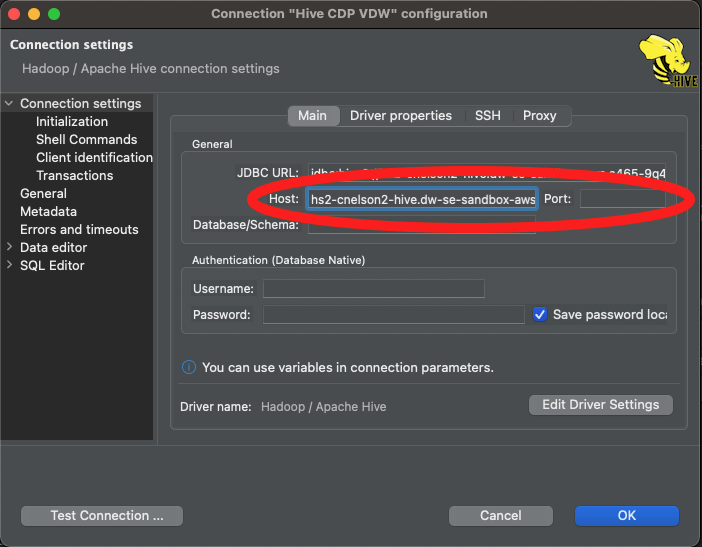 Connection "Hive CDP VDW" configuration
Connection settings
Hadoop / Apache Hive connection settings
HIVE
Connection settings
Initialization
Shell Commands
Client identification
Transactions
General
Metadata
Errors and timeouts
Data editor
SQL Editor
Main Driver properties SSH Proxy
General
JDBC URL:
Host: hs2-cnelson2-hive.dw-se-sandbox-aws Port:
Database/Schema:
Authentication (Database Native)
Username:
Password: Save password loca
You can use variables in connection parameters.
Driver name: Hadoop / Apache Hive Edit Driver Settings
Test Connection ... Cancel OK